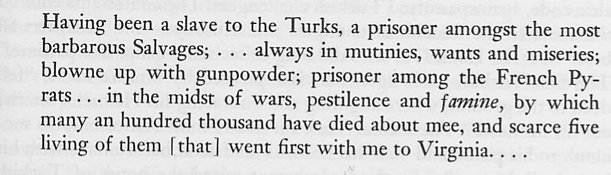 Having been a slave to the Turks, a prisoner amongst the most
barbarous Salvages; . . . always in mutinies, wants and miseries;
blowne up with gunpowder; prisoner among the French Py-
rats . . . in the midst of wars, pestilence and famine, by which
many an hundred thousand have died about mee, and scarce five
living of them [that] went first with me to Virginia. . . .